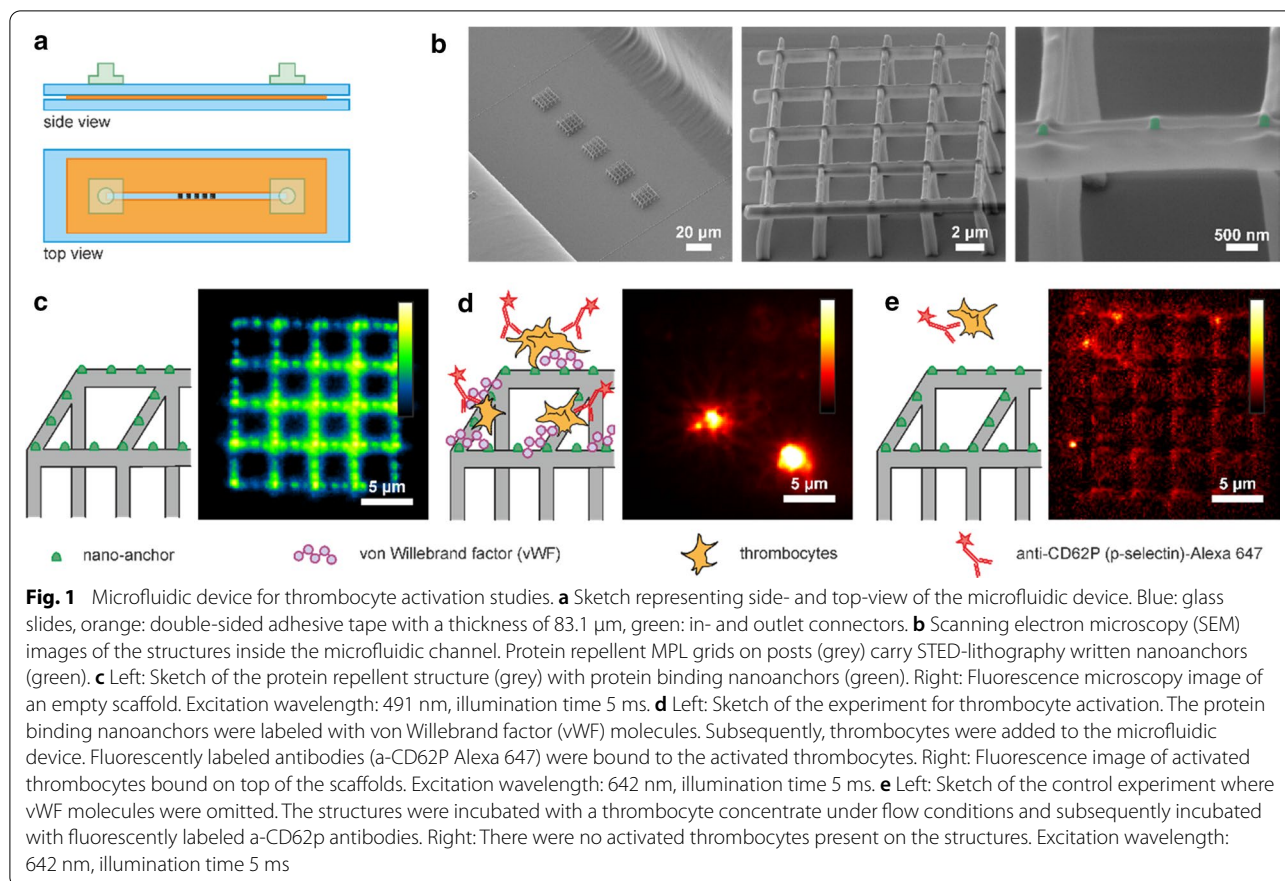 a
side view
top view
b
20 µm
2 µm
500 nm
c
5 µm
d
5 µm
e
5 µm
nano-anchor
von Willebrand factor (vWF)
thrombocytes
anti-CD62P (p-selectin)-Alexa 647
Fig. 1 Microfluidic device for thrombocyte activation studies. a Sketch representing side- and top-view of the microfluidic device. Blue: glass
slides, orange: double-sided adhesive tape with a thickness of 83.1 µm, green: in- and outlet connectors. b Scanning electron microscopy (SEM)
images of the structures inside the microfluidic channel. Protein repellent MPL grids on posts (grey) carry STED-lithography written nanoanchors
(green). c Left: Sketch of the protein repellent structure (grey) with protein binding nanoanchors (green). Right: Fluorescence microscopy image of
an empty scaffold. Excitation wavelength: 491 nm, illumination time 5 ms. d Left: Sketch of the experiment for thrombocyte activation. The protein
binding nanoanchors were labeled with von Willebrand factor (vWF) molecules. Subsequently, thrombocytes were added to the microfluidic
device. Fluorescently labeled antibodies (a-CD62P Alexa 647) were bound to the activated thrombocytes. Right: Fluorescence image of activated
thrombocytes bound on top of the scaffolds. Excitation wavelength: 642 nm, illumination time 5 ms. e Left: Sketch of the control experiment where
vWF molecules were omitted. The structures were incubated with a thrombocyte concentrate under flow conditions and subsequently incubated
with fluorescently labeled a-CD62p antibodies. Right: There were no activated thrombocytes present on the structures. Excitation wavelength:
642 nm, illumination time 5 ms